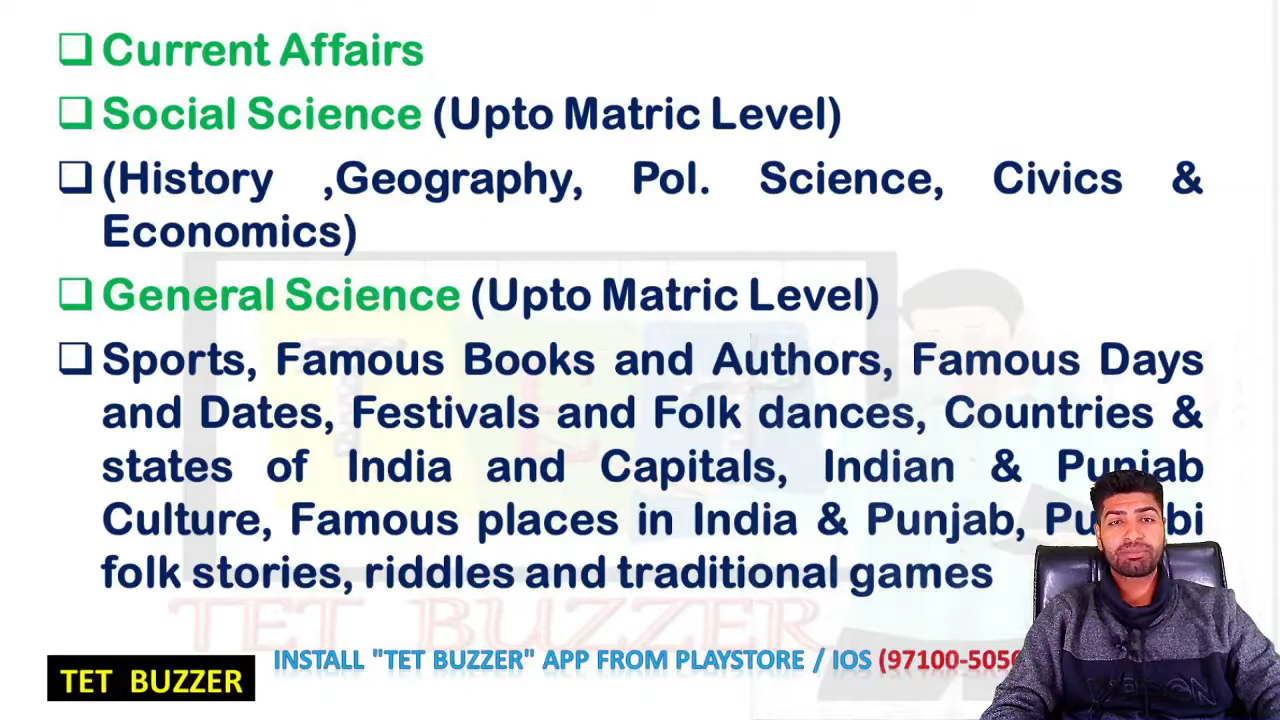 Current Affairs
Social Science (Upto Matric Level)
(History ,Geography, Pol. Science, Civics &
Economics)
General Science (Upto Matric Level)
Sports, Famous Books and Authors, Famous Days
and Dates, Festivals and Folk dances, Countries &
states of India and Capitals, Indian & Punjab
Culture, Famous places in India & Punjab,
folk stories, riddles and traditional games
TET BUZZER
INSTALL "TET BUZZER" APP FROM PLAYSTORE / IOS
TET BUZZER